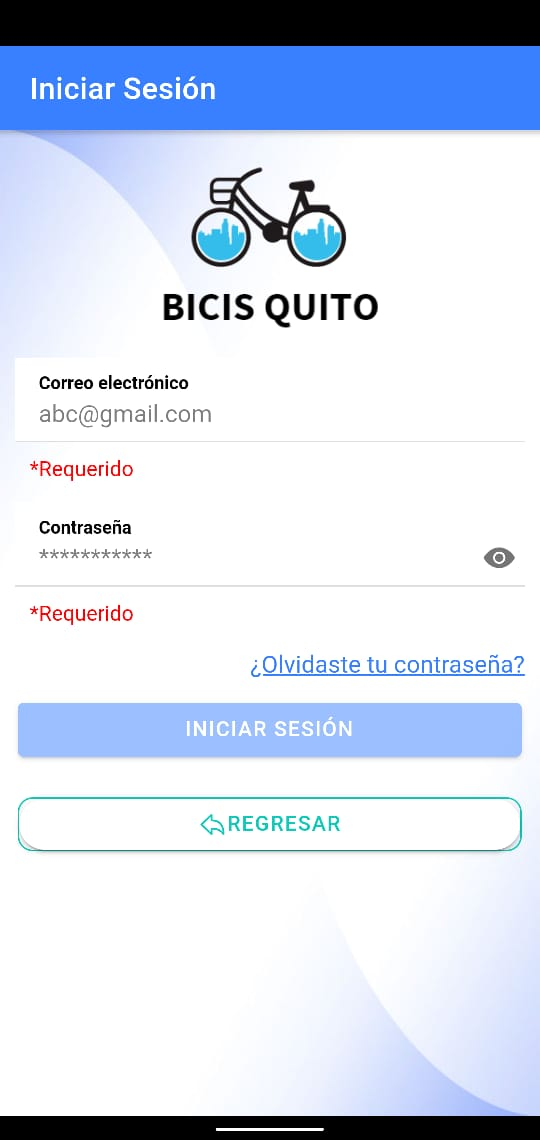 Iniciar Sesión
BICIS QUITO
Correo electrónico
abc@gmail.com
*Requerido
Contraseña
***********
*Requerido
¿Olvidaste tu contraseña?
INICIAR SESIÓN
REGRESAR